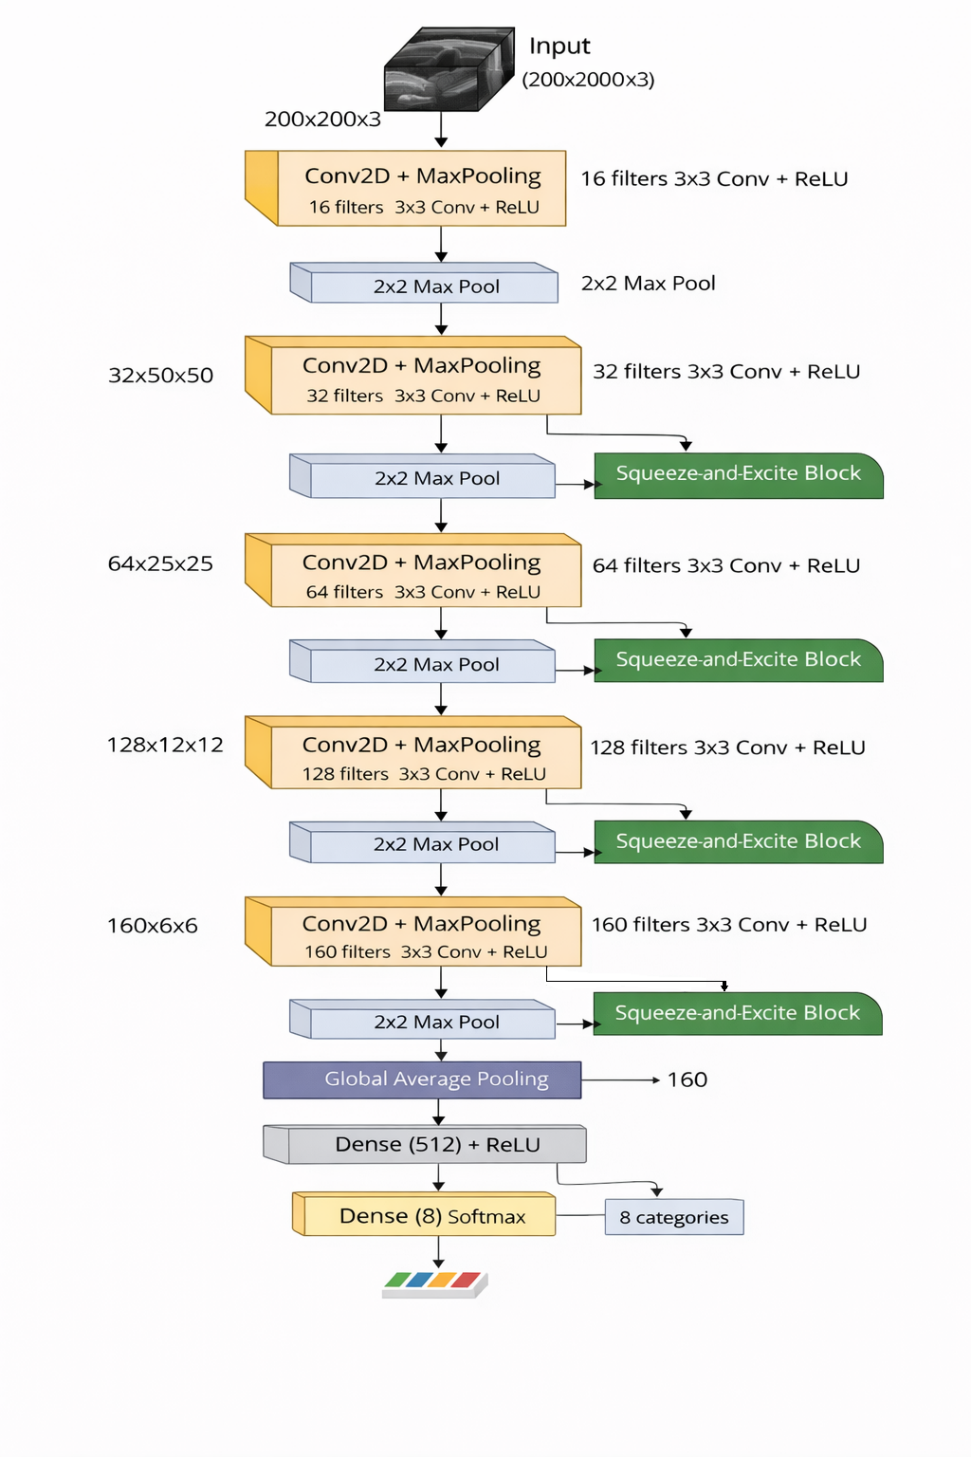 Input
(200x2000x3)
200x200x3
Conv2D + MaxPooling
16 filters 3x3 Conv + ReLU
16 filters 3x3 Conv + ReLU
2x2 Max Pool
2x2 Max Pool
32x50x50
Conv2D + MaxPooling
32 filters 3x3 Conv + ReLU
32 filters 3x3 Conv + ReLU
2x2 Max Pool
Squeeze-and-Excite Block
64x25x25
Conv2D + MaxPooling
64 filters 3x3 Conv + ReLU
64 filters 3x3 Conv + ReLU
2x2 Max Pool
Squeeze-and-Excite Block
128x12x12
Conv2D + MaxPooling
128 filters 3x3 Conv + ReLU
128 filters 3x3 Conv + ReLU
2x2 Max Pool
Squeeze-and-Excite Block
160x6x6
Conv2D + MaxPooling
160 filters 3x3 Conv + ReLU
160 filters 3x3 Conv + ReLU
2x2 Max Pool
Squeeze-and-Excite Block
Global Average Pooling
160
Dense (512) + ReLU
Dense (8) Softmax
8 categories